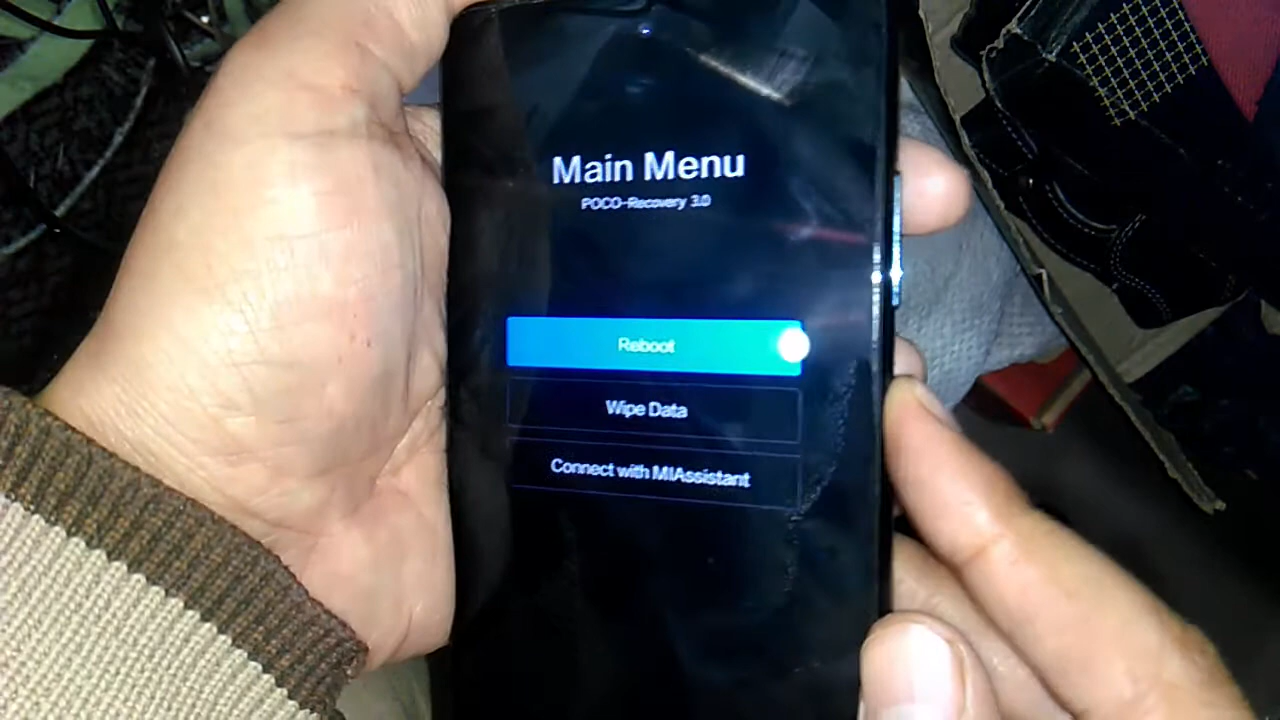 Main Menu
POCO-Recovery 3.0
Reboot
Wipe Data
Connect with MIAssistant